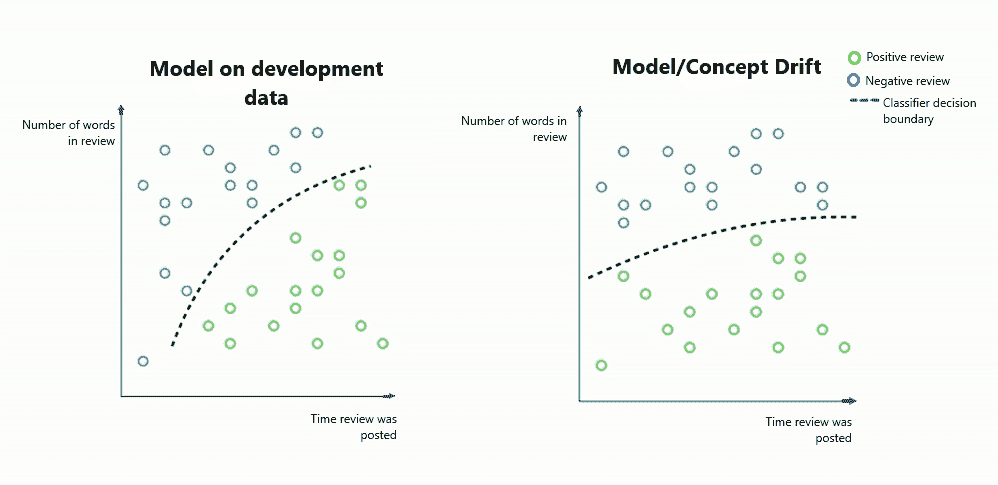 Model on development
data
Number of words
in review
Time review was
posted
Model/Concept Drift
Number of words in
review
Time review was
posted
Positive review
Negative review
Classifier decision
boundary